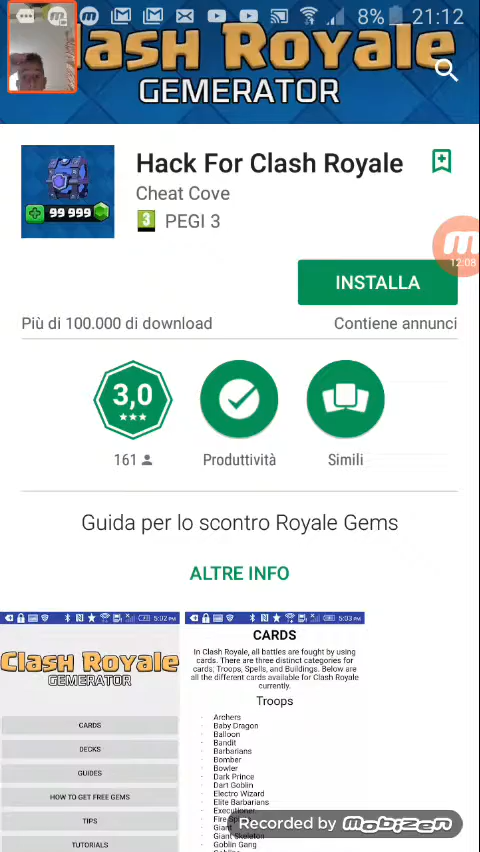 8% 21:12
Clash Royale
GEMERATOR
99 999
Hack For Clash Royale
Cheat Cove
3 PEGI 3
12:08
INSTALLA
Più di 100.000 di download
Contiene annunci
3,0
161
Produttività
Simili
Guida per lo scontro Royale Gems
ALTRE INFO
5:02 PM
Clash Royale
GEMERATOR
CARDS
DECKS
GUIDES
HOW TO GET FREE GEMS
TIPS
TUTORIALS
5:03 PM
CARDS
In Clash Royale, all battles are fought by using
cards. There are three distinct categories for
cards, Troops, Spells, and Buildings. Below are
all the different cards available for Clash Royale
currently.
Troops
Archers
Baby Dragon
Balloon
Bandit
Barbarians
Bomber
Bowler
Dark Prince
Dart Goblin
Electro Wizard
Elite Barbarians
Executioner
Fire
Giant
Giant Skeleton
Goblin Gang
Recorded by mobizen